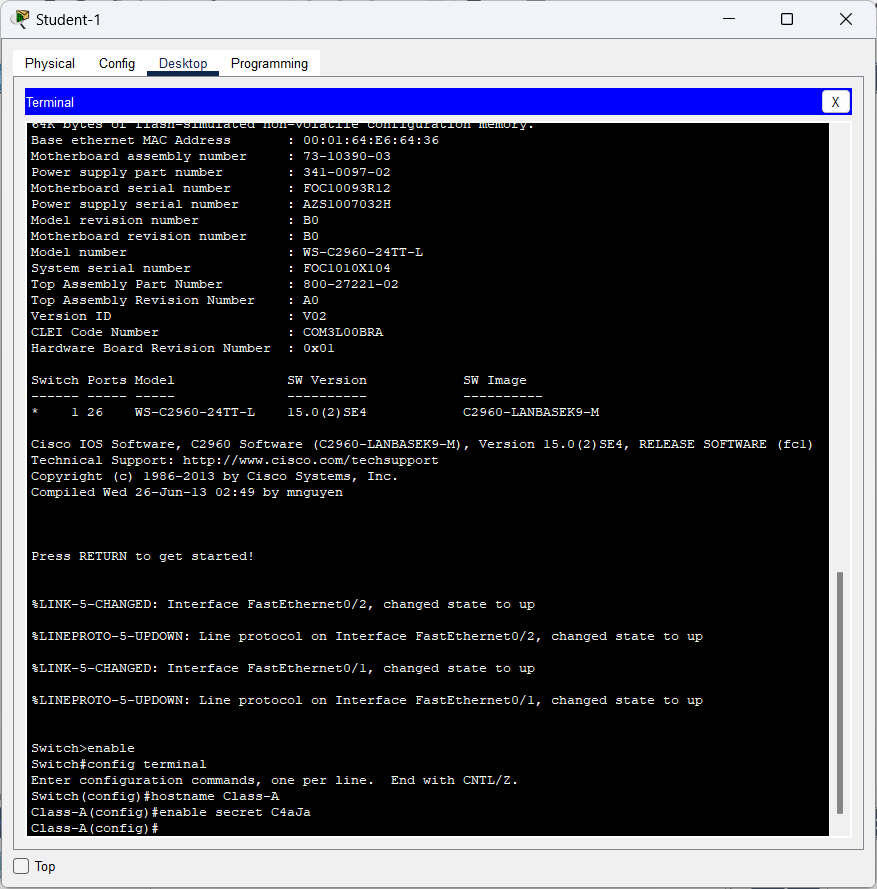 Student-1
Physical Config Desktop Programming
Terminal X
64K bytes of flash-simulated non-volatile configuration memory.
Base ethernet MAC Address : 00:01:64:E6:64:36
Motherboard assembly number : 73-10390-03
Power supply part number : 341-0097-02
Motherboard serial number : FOC10093R12
Power supply serial number : AZS1007032H
Model revision number : B0
Motherboard revision number : B0
Model number : WS-C2960-24TT-L
System serial number : FOC1010X104
Top Assembly Part Number : 800-27221-02
Top Assembly Revision Number : A0
Version ID : V02
CLEI Code Number : COM3L00BRA
Hardware Board Revision Number : 0x01
Switch Ports Model SW Version SW Image
------ ----- ----- ---------- ----------
* 1 26 WS-C2960-24TT-L 15.0(2)SE4 C2960-LANBASEK9-M
Cisco IOS Software, C2960 Software (C2960-LANBASEK9-M), Version 15.0(2)SE4, RELEASE SOFTWARE (fc1)
Technical Support: http://www.cisco.com/techsupport
Copyright (c) 1986-2013 by Cisco Systems, Inc.
Compiled Wed 26-Jun-13 02:49 by mnguyen
Press RETURN to get started!
%LINK-5-CHANGED: Interface FastEthernet0/2, changed state to up
%LINEPROTO-5-UPDOWN: Line protocol on Interface FastEthernet0/2, changed state to up
%LINK-5-CHANGED: Interface FastEthernet0/1, changed state to up
%LINEPROTO-5-UPDOWN: Line protocol on Interface FastEthernet0/1, changed state to up
Switch>enable
Switch#config terminal
Enter configuration commands, one per line. End with CNTL/Z.
Switch(config)#hostname Class-A
Class-A(config)#enable secret C4aJa
Class-A(config)#
Top